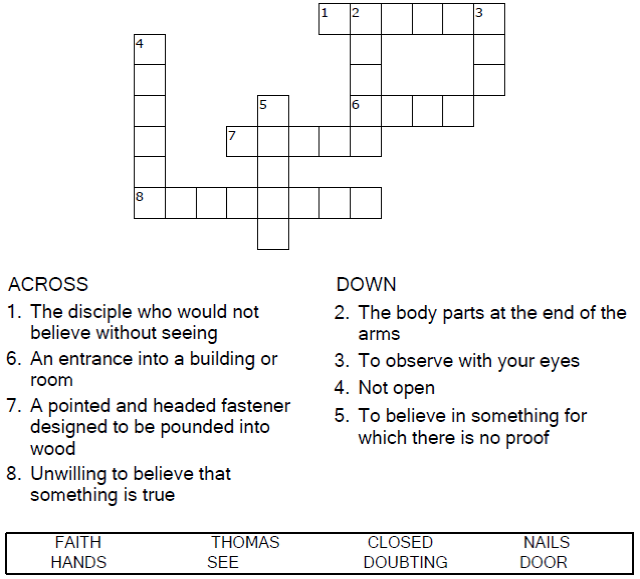 1 2 3
4
5 6
7
8
ACROSS
1. The disciple who would not
believe without seeing
6. An entrance into a building or
room
7. A pointed and headed fastener
designed to be pounded into
wood
8. Unwilling to believe that
something is true
DOWN
2. The body parts at the end of the
arms
3. To observe with your eyes
4. Not open
5. To believe in something for
which there is no proof
FAITH THOMAS CLOSED NAILS
HANDS SEE DOUBTING DOOR